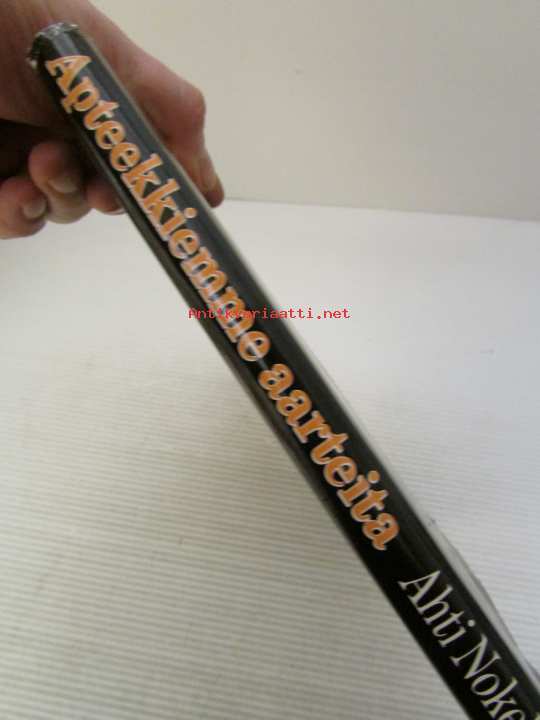 Apteekkiemme aarteita
Ahti Noke
Antikvariaatti.net